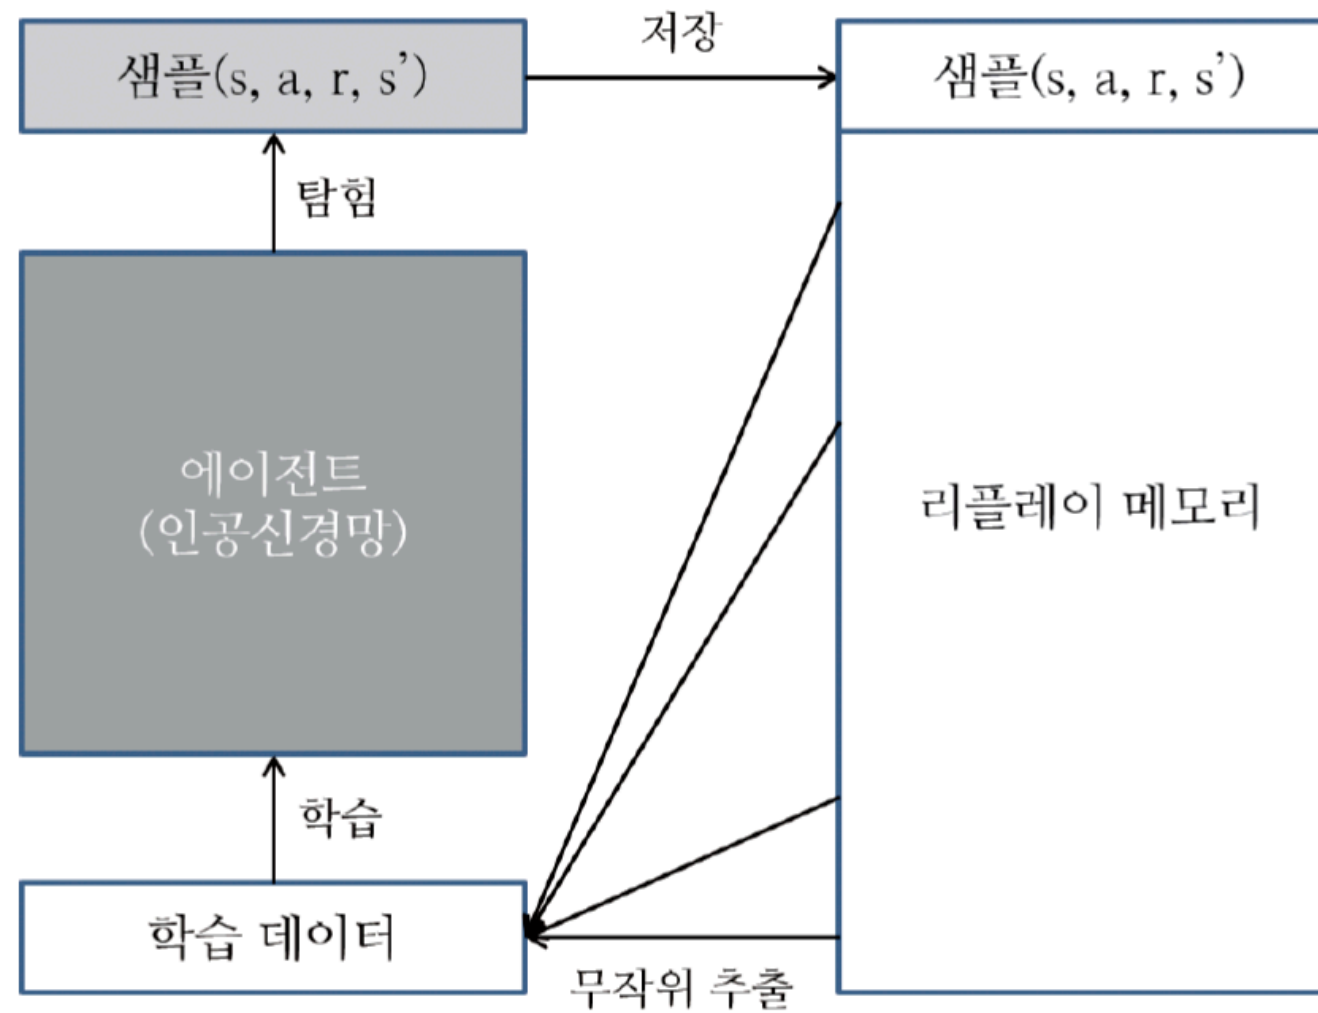 저장
샘플(s, a, r, s’)
샘플(s, a, r, s’)
탐험
에이전트
(인공신경망)
리플레이 메모리
학습
학습 데이터
무작위 추출